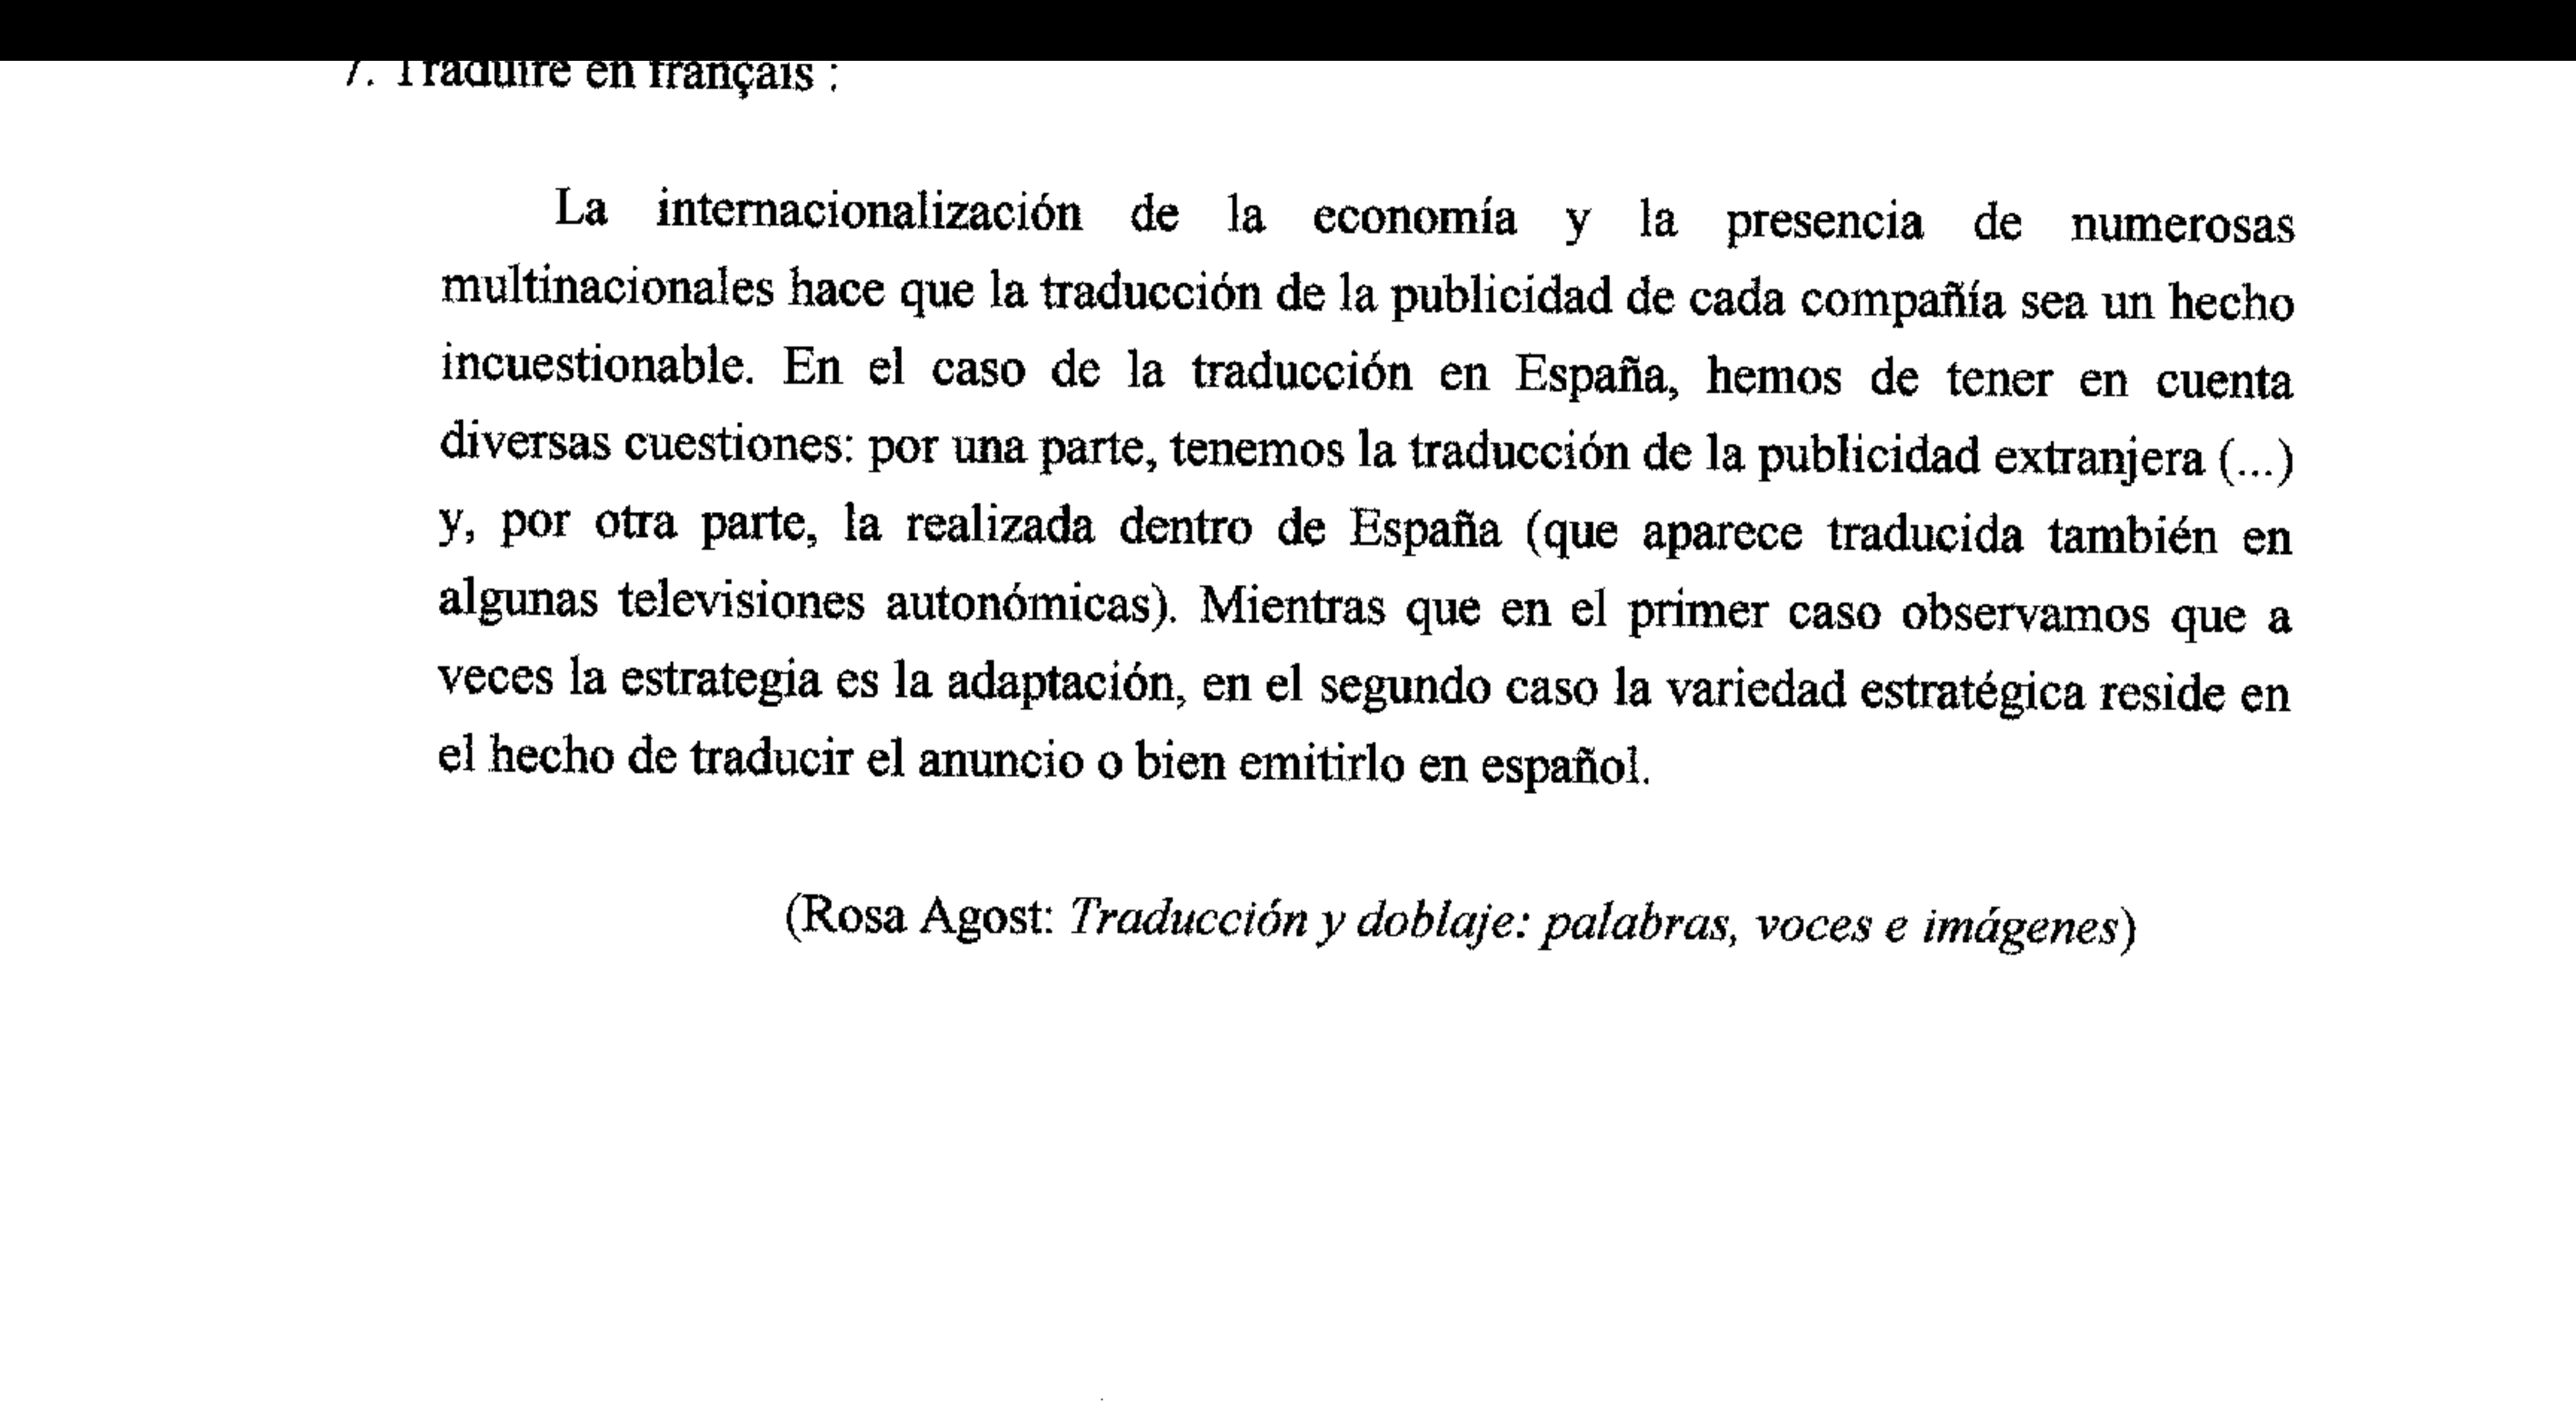 7. Traduire en français :
La internacionalización de la economía y la presencia de numerosas
multinacionales hace que la traducción de la publicidad de cada compañía sea un hecho
incuestionable. En el caso de la traducción en España, hemos de tener en cuenta
diversas cuestiones: por una parte, tenemos la traducción de la publicidad extranjera (...)
y, por otra parte, la realizada dentro de España (que aparece traducida también en
algunas televisiones autonómicas). Mientras que en el primer caso observamos que a
veces la estrategia es la adaptación, en el segundo caso la variedad estratégica reside en
el hecho de traducir el anuncio o bien emitirlo en español.
(Rosa Agost: Traducción y doblaje: palabras, voces e imágenes)